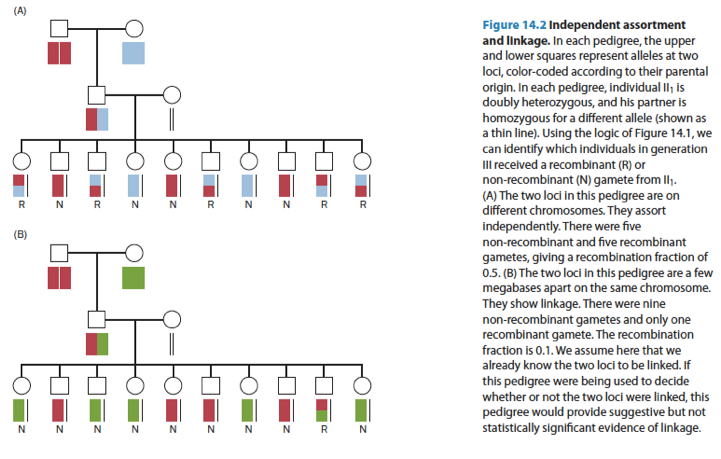 (A)
R N R N N R N N R R
(B)
N N N N N N N N R N
Figure 14.2 Independent assortment
and linkage. In each pedigree, the upper
and lower squares represent alleles at two
loci, color-coded according to their parental
origin. In each pedigree, individual II₁ is
doubly heterozygous, and his partner is
homozygous for a different allele (shown as
a thin line). Using the logic of Figure 14.1, we
can identify which individuals in generation
III received a recombinant (R) or
non-recombinant (N) gamete from II₁.
(A) The two loci in this pedigree are on
different chromosomes. They assort
independently. There were five
non-recombinant and five recombinant
gametes, giving a recombination fraction of
0.5. (B) The two loci in this pedigree are a few
megabases apart on the same chromosome.
They show linkage. There were nine
non-recombinant gametes and only one
recombinant gamete. The recombination
fraction is 0.1. We assume here that we
already know the two loci to be linked. If
this pedigree were being used to decide
whether or not the two loci were linked, this
pedigree would provide suggestive but not
statistically significant evidence of linkage.